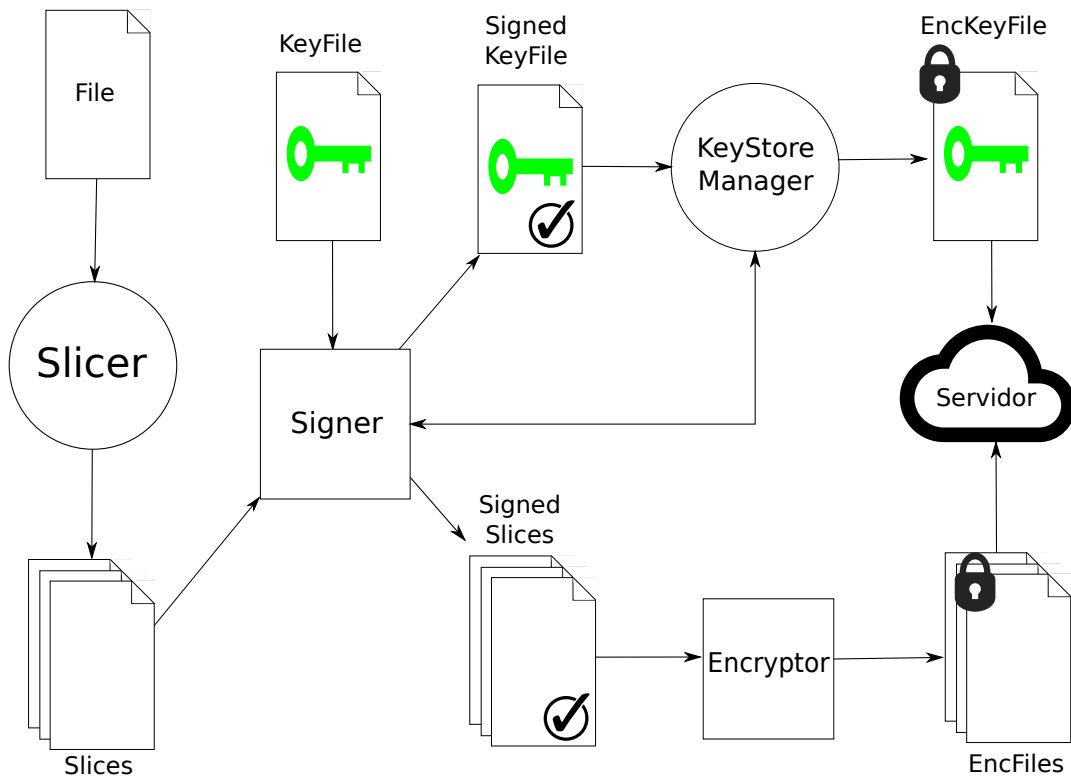 File
KeyFile
Signed
KeyFile
EncKeyFile
KeyStore
Manager
Slicer
Signer
Servidor
Signed
Slices
Encryptor
Slices
EncFiles